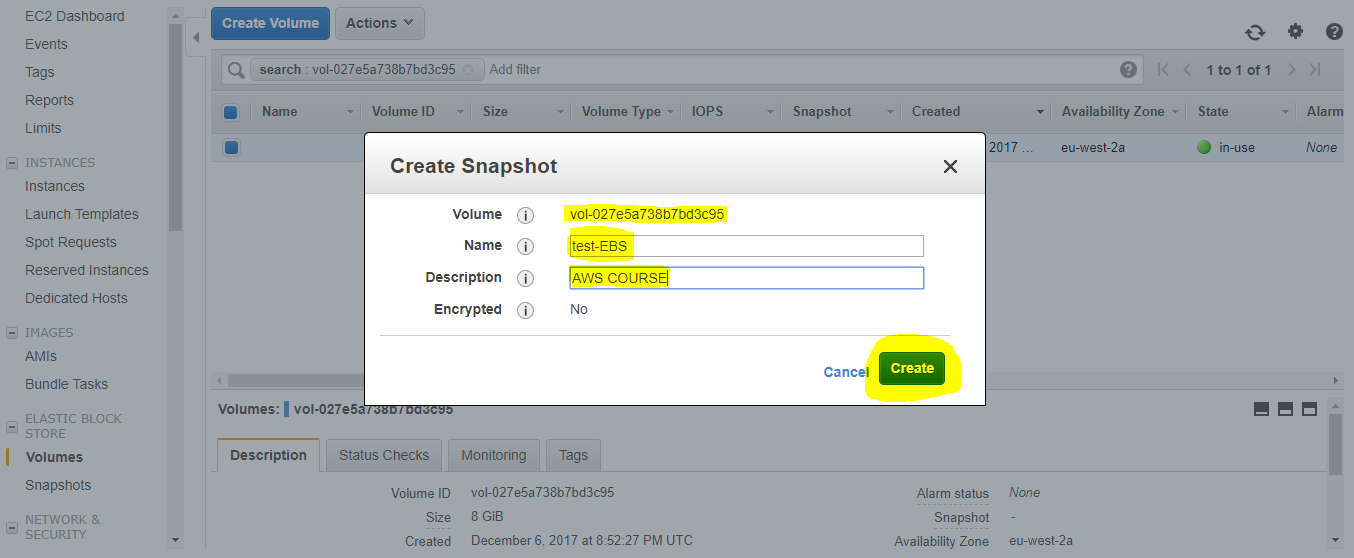 EC2 Dashboard
Events
Tags
Reports
Limits
INSTANCES
Instances
Launch Templates
Spot Requests
Reserved Instances
Dedicated Hosts
IMAGES
AMIs
Bundle Tasks
ELASTIC BLOCK
STORE
Volumes
Snapshots
NETWORK &
SECURITY
Create Volume Actions
search : vol-027e5a738b7bd3c95 Add filter 1 to 1 of 1
Name Volume ID Size Volume Type IOPS Snapshot Created Availability Zone State Alarm
2017 ... eu-west-2a in-use None
Create Snapshot
Volume vol-027e5a738b7bd3c95
Name test-EBS
Description AWS COURSE
Encrypted No
Cancel Create
Volumes: vol-027e5a738b7bd3c95
Description Status Checks Monitoring Tags
Volume ID vol-027e5a738b7bd3c95 Alarm status None
Size 8 GiB Snapshot -
Created December 6, 2017 at 8:52:27 PM UTC Availability Zone eu-west-2a